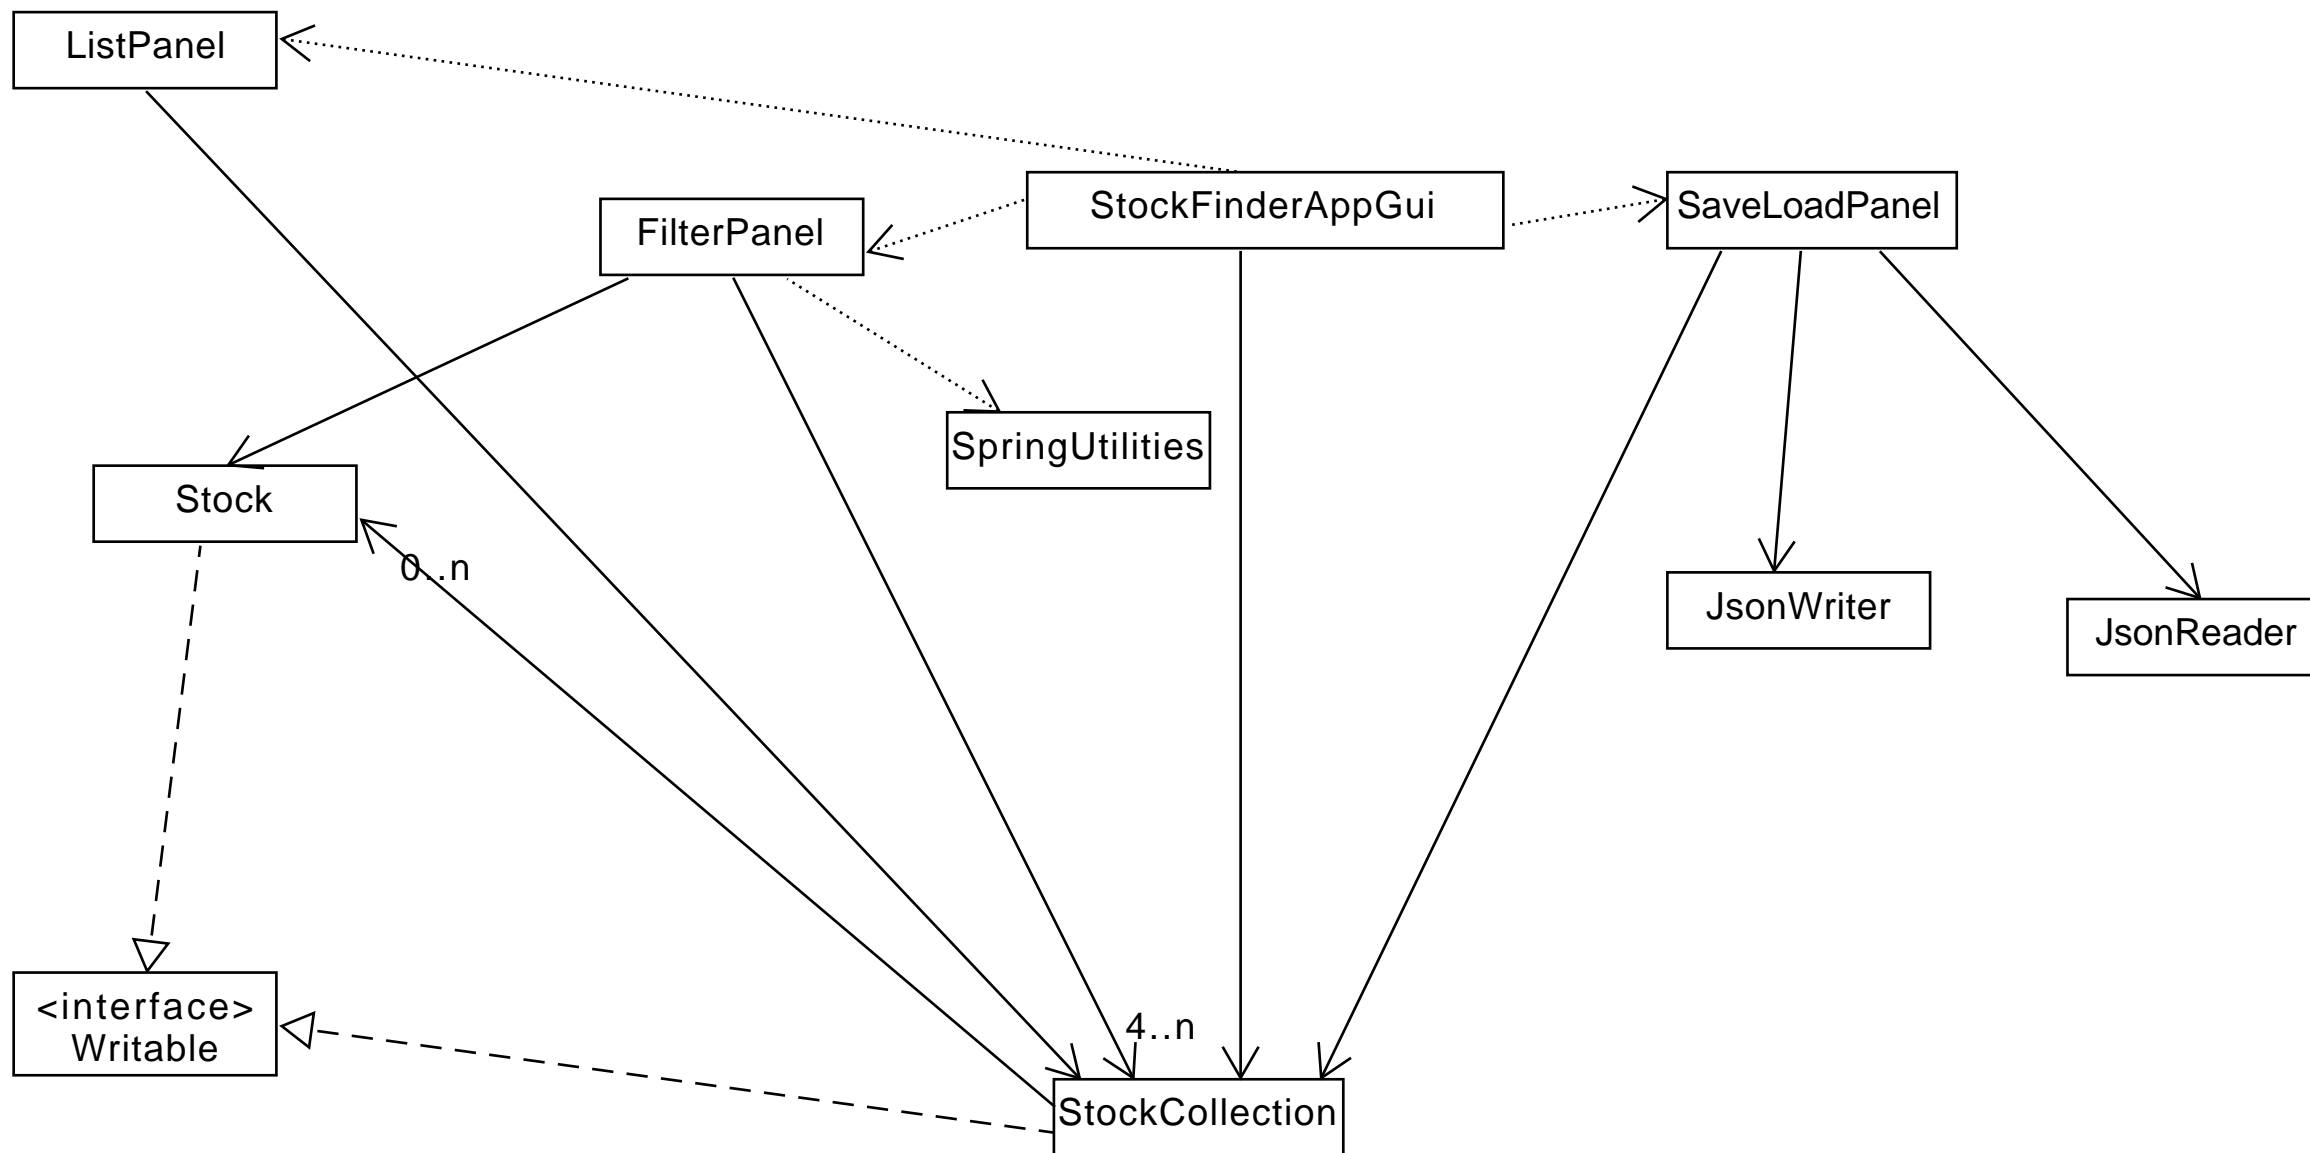 ListPanel
StockFinderAppGui
SaveLoadPanel
FilterPanel
SpringUtilities
Stock
0..n
JsonWriter
JsonReader
<interface>
Writable
4..n
StockCollection